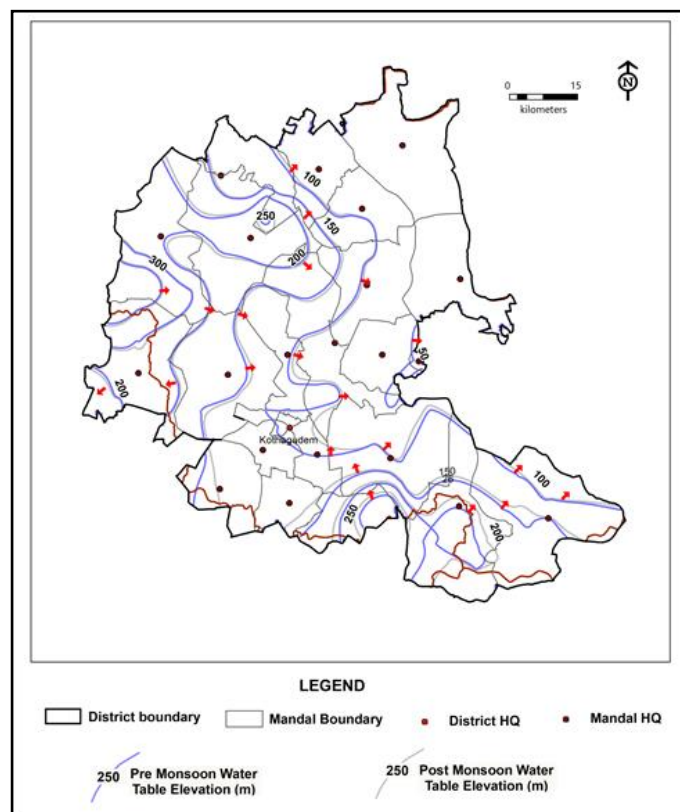 N
0 15
kilometers
100
250
150
200
300
50
200
Kothagudem
150
100
250
200
LEGEND
District boundary
Mandal Boundary
District HQ
Mandal HQ
250 Pre Monsoon Water
Table Elevation (m)
250 Post Monsoon Water
Table Elevation (m)